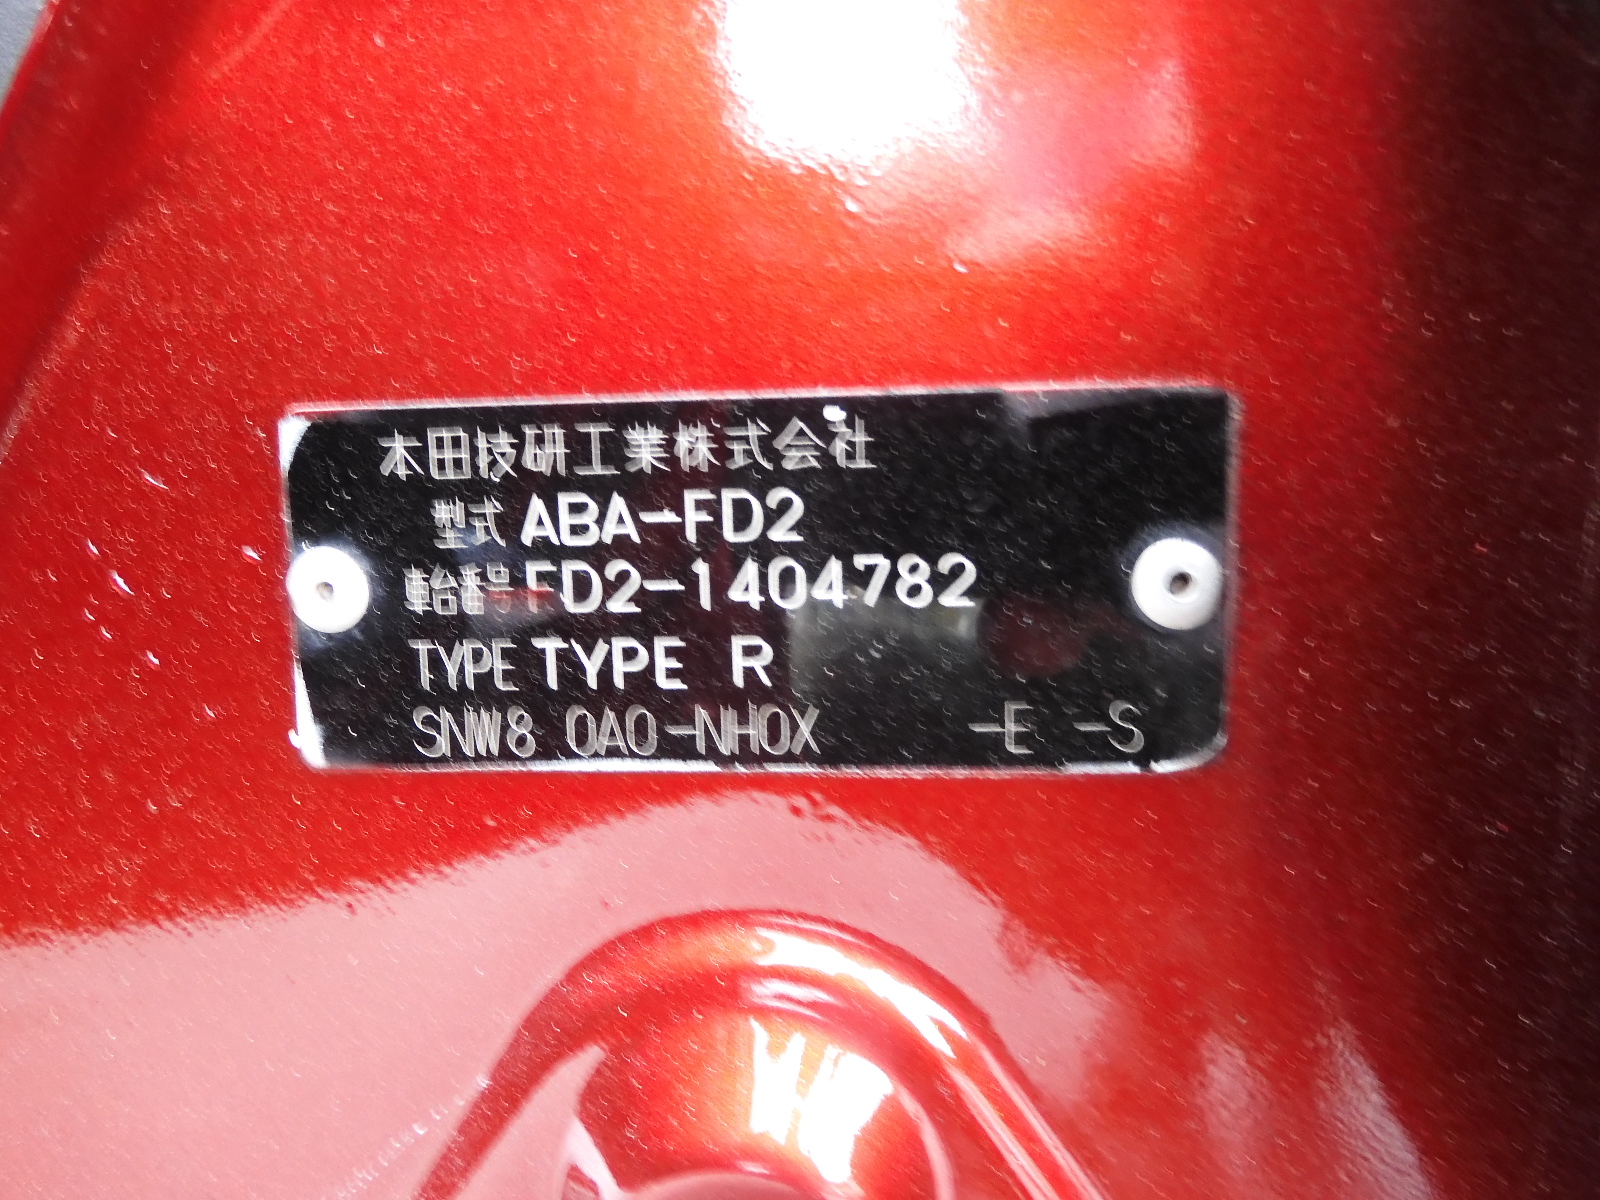 本田技研工業株式会社
型式 ABA-FD2
車台番号 FD2-1404782
TYPE TYPE R
SNW8 0A0-NH0X -E -S